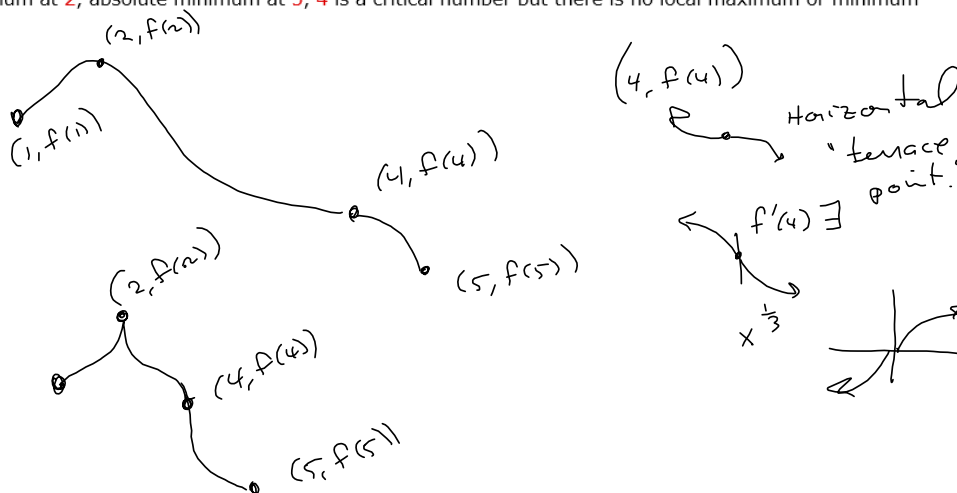 at 2, absolute minimum at 5, 4 is a critical number but there is no local maximum or minimum
(2, f(2))
(1, f(1))
(4, f(4))
(5, f(5))
(4, f(4))
Horizontal
"terrace
point.
f'(4) ∃
x^{1/3}
(2, f(2))
(4, f(4))
(5, f(5))